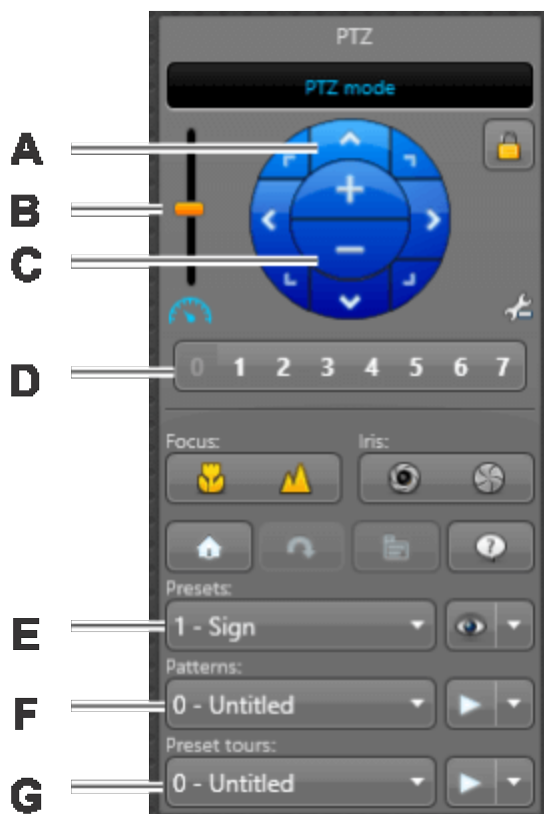 PTZ
PTZ mode
A
B
C
D
0 1 2 3 4 5 6 7
Focus: Iris:
Presets:
E
1 - Sign
Patterns:
F
0 - Untitled
Preset tours:
G
0 - Untitled